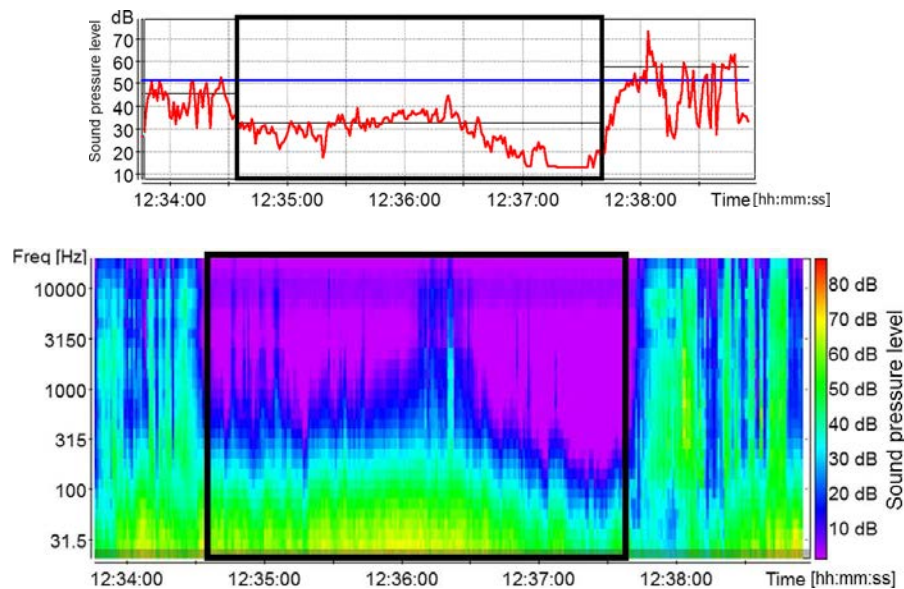 dB
Sound pressure level
70
60
50
40
30
20
10
12:34:00 12:35:00 12:36:00 12:37:00 12:38:00 Time [hh:mm:ss]
Freq [Hz]
10000
3150
1000
315
100
31.5
12:34:00 12:35:00 12:36:00 12:37:00 12:38:00 Time [hh:mm:ss]
80 dB
70 dB
60 dB
50 dB
40 dB
30 dB
20 dB
10 dB
Sound pressure level